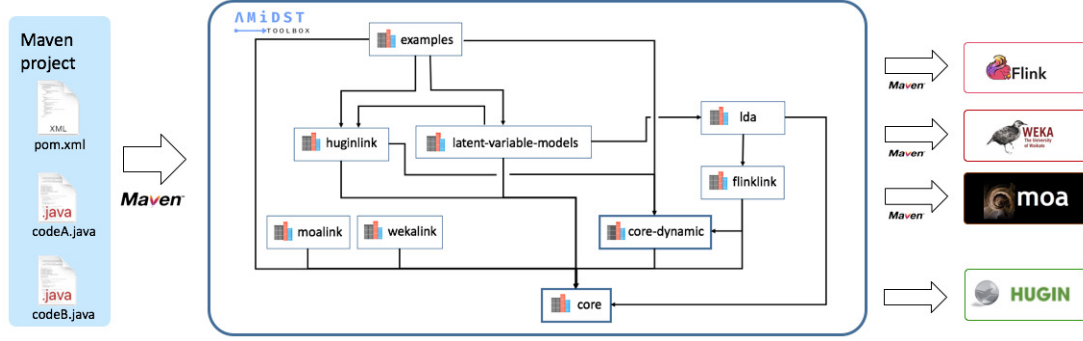 Maven
project
XML
pom.xml
.java
codeA.java
.java
codeB.java
Maven
AMiDST
TOOLBOX
examples
huginlink
latent-variable-models
lda
flinklink
moalink
wekalink
core-dynamic
core
Maven
Flink
Maven
WEKA
The University
of Waikato
Maven
moa
HUGIN